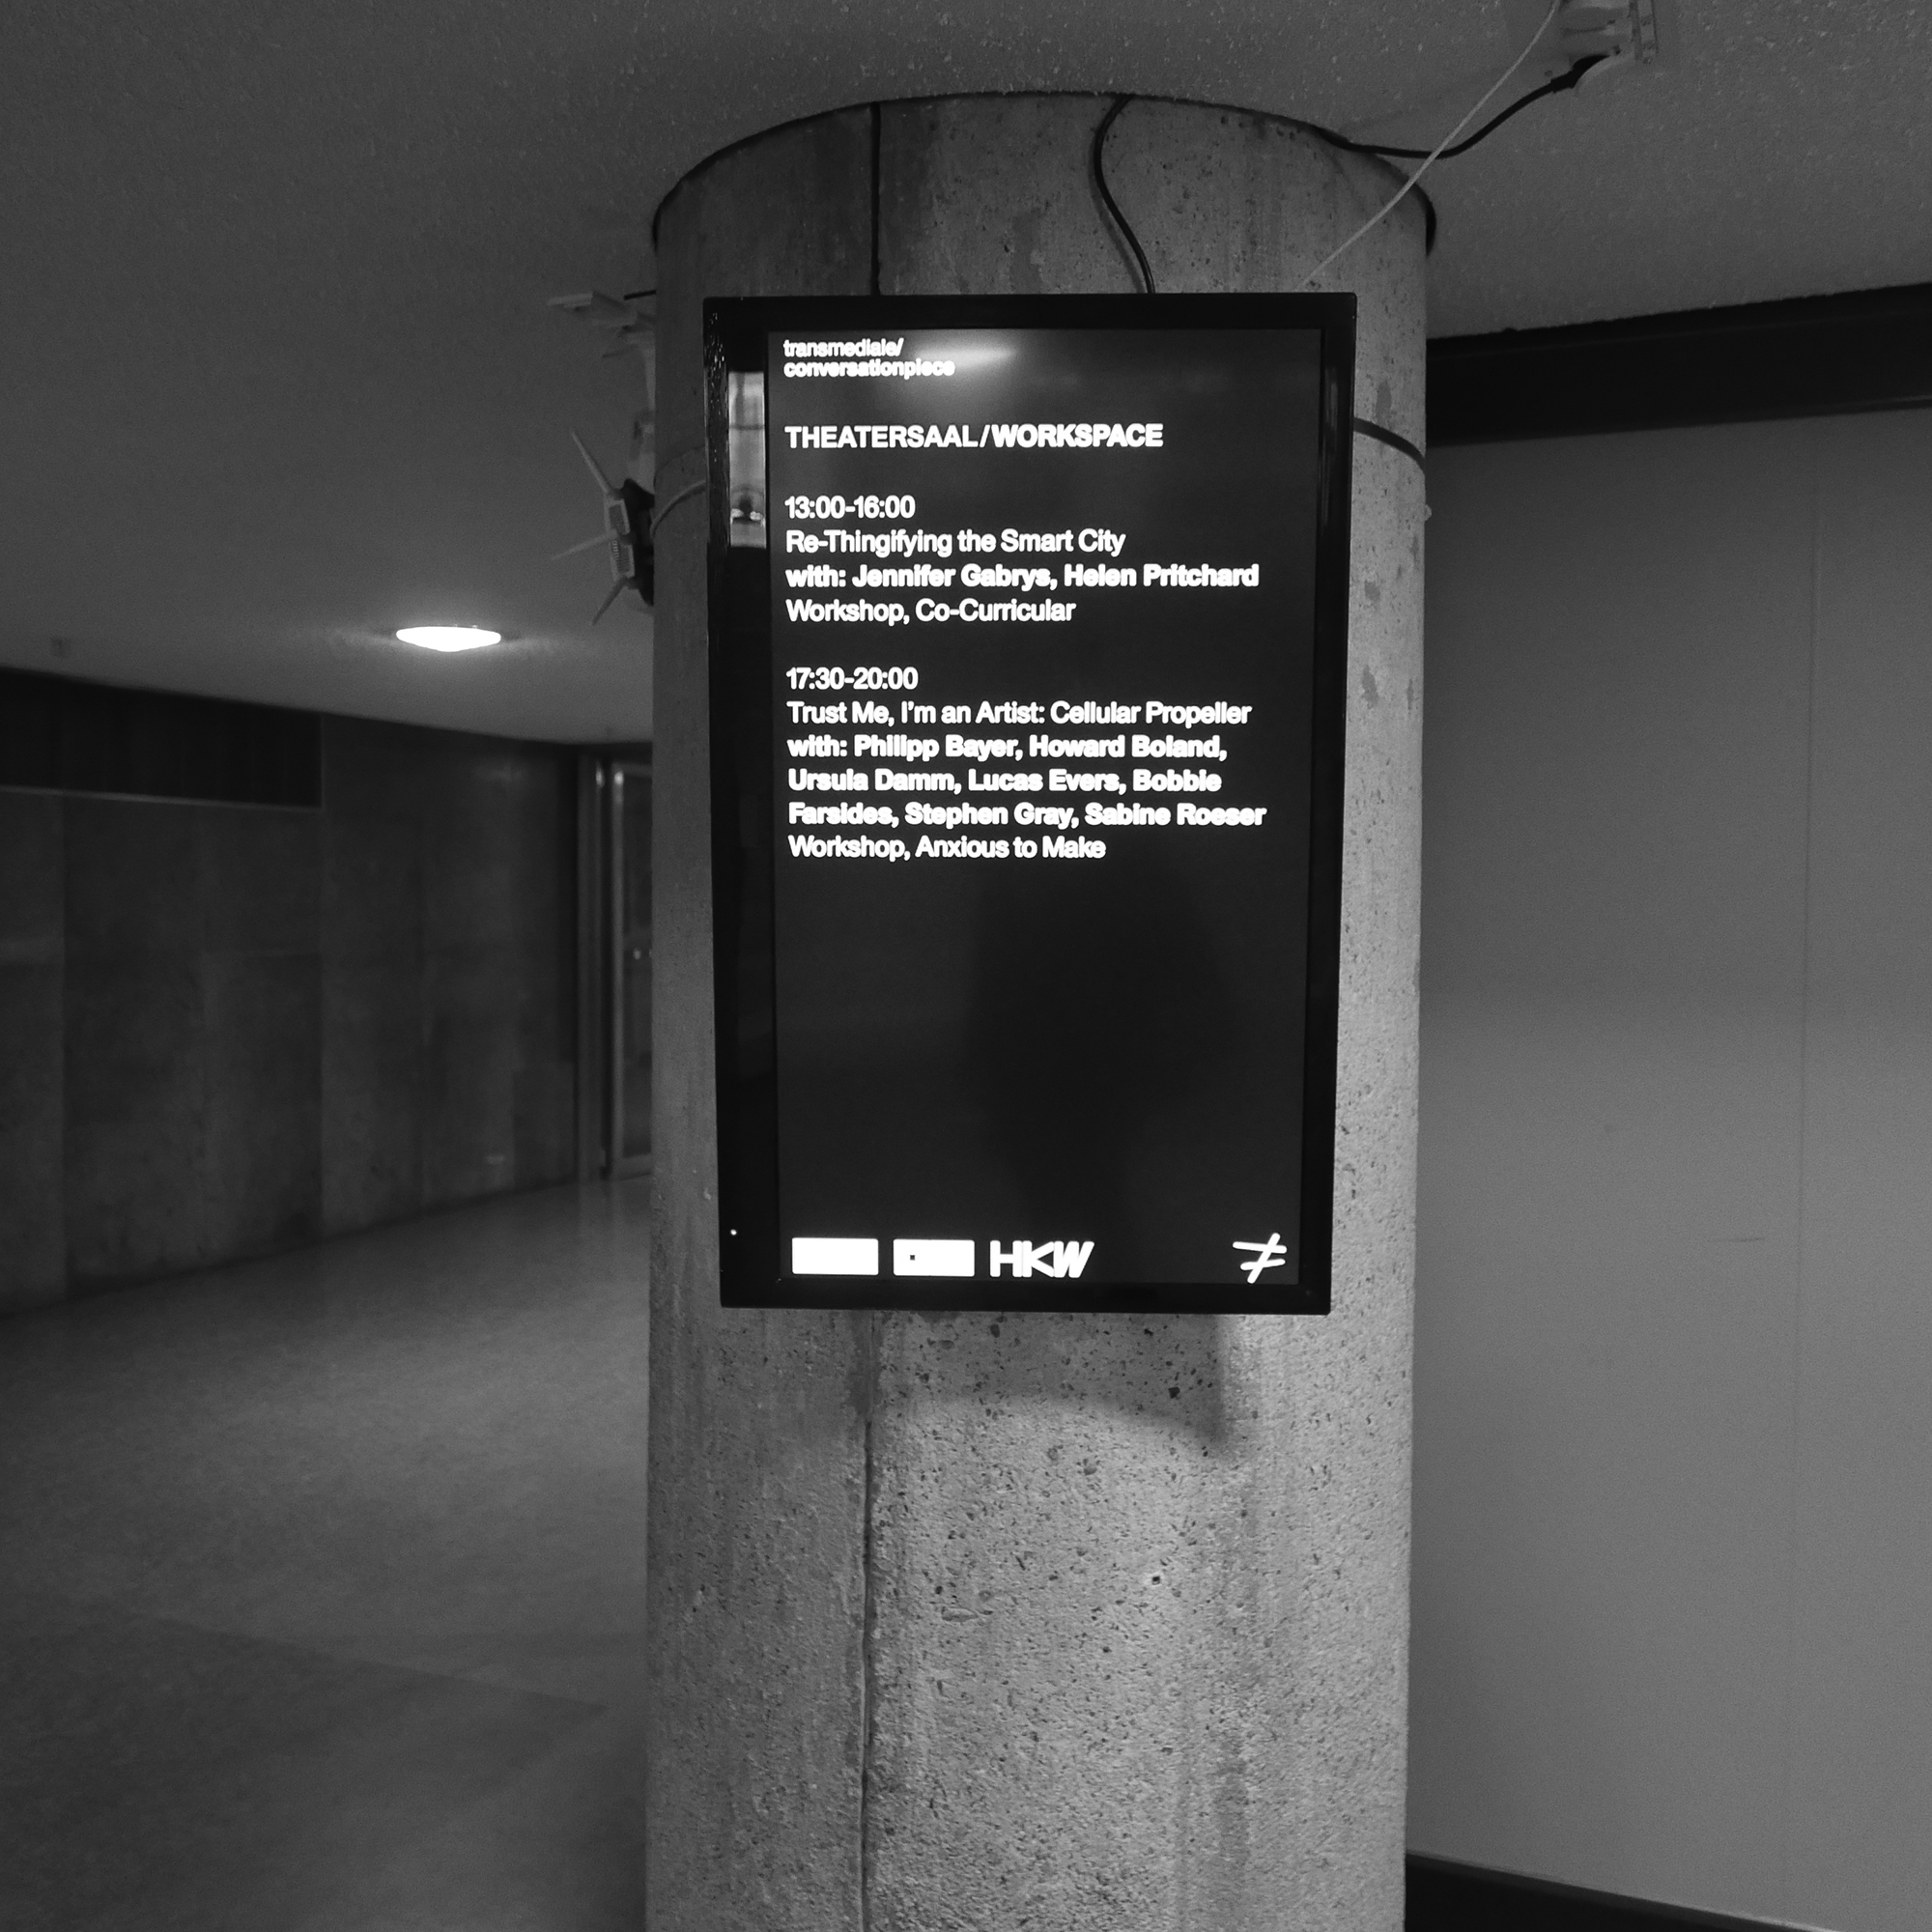 transmediale/
conversationpiece
THEATERSAAL/WORKSPACE
13:00-16:00
Re-Thingifying the Smart City
with: Jennifer Gabrys, Helen Pritchard
Workshop, Co-Curricular
17:30-20:00
Trust Me, I'm an Artist: Cellular Propeller
with: Philipp Bayer, Howard Boland,
Ursula Damm, Lucas Evers, Bobbie
Farsides, Stephen Gray, Sabine Roeser
Workshop, Anxious to Make
HKW ≠